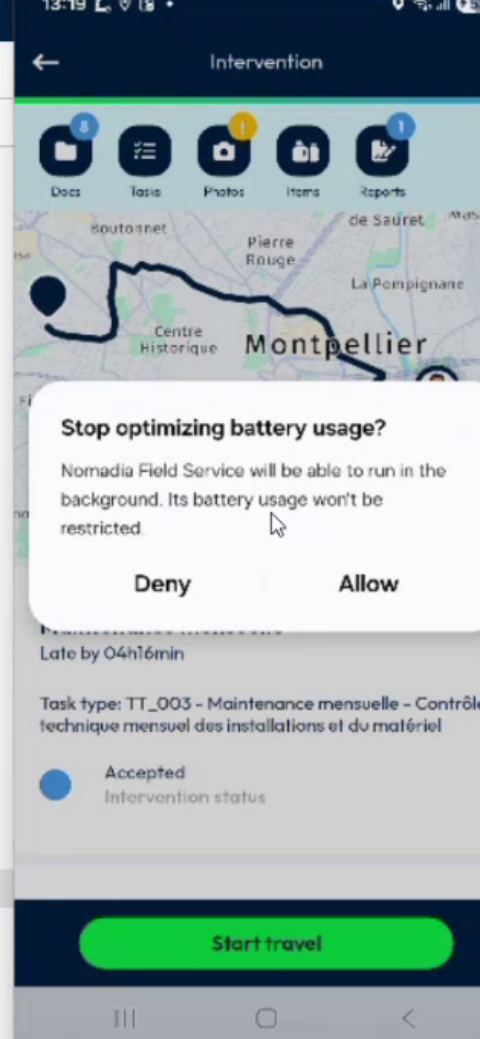 13:19
Intervention
8
!
1
Docs
Tasks
Photos
Items
Reports
Boutonnet
de Sauret
Pierre
Rouge
La Pompignane
Centre
Historique
Montpellier
Stop optimizing battery usage?
Nomadia Field Service will be able to run in the
background. Its battery usage won't be
restricted.
Deny
Allow
Late by 04h16min
Task type: TT_003 - Maintenance mensuelle - Contrôle
technique mensuel des installations et du matériel
Accepted
Intervention status
Start travel